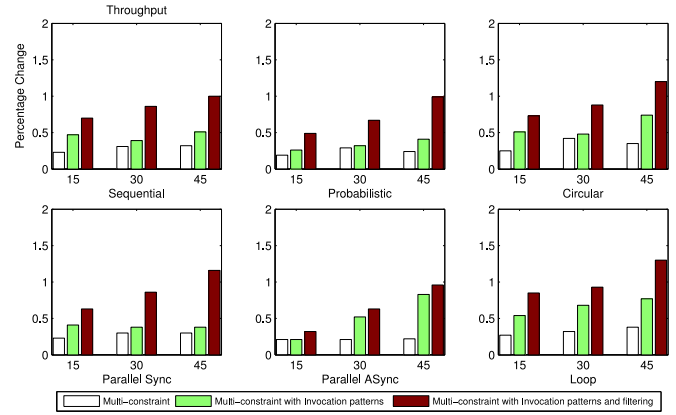 Throughput
Percentage Change
2
1.5
1
0.5
0
15 30 45
Sequential
2
1.5
1
0.5
0
15 30 45
Probabilistic
2
1.5
1
0.5
0
15 30 45
Circular
2
1.5
1
0.5
0
15 30 45
Parallel Sync
2
1.5
1
0.5
0
15 30 45
Parallel ASync
2
1.5
1
0.5
0
15 30 45
Loop
Multi−constraint Multi−constraint with Invocation patterns Multi−constraint with Invocation patterns and filtering